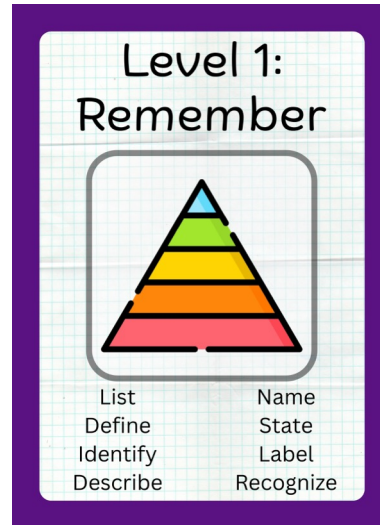 Level 1:
Remember
List Name
Define State
Identify Label
Describe Recognize